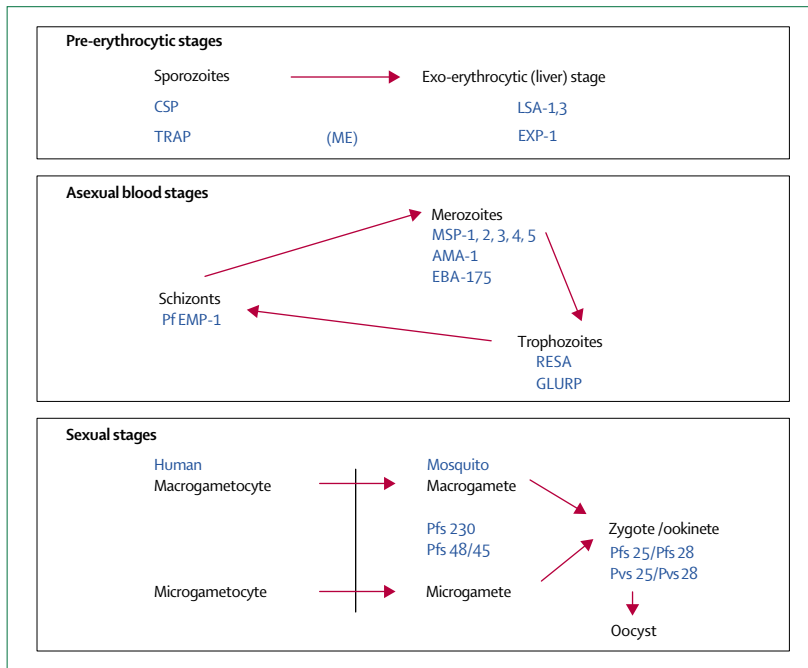 Pre-erythrocytic stages
Sporozoites Exo-erythrocytic (liver) stage
CSP LSA-1,3
TRAP (ME) EXP-1
Asexual blood stages
Merozoites
MSP-1, 2, 3, 4, 5
AMA-1
EBA-175
Schizonts
Pf EMP-1
Trophozoites
RESA
GLURP
Sexual stages
Human Mosquito
Macrogametocyte Macrogamete
Pfs 230
Pfs 48/45
Zygote /ookinete
Pfs 25/Pfs 28
Pvs 25/Pvs 28
Microgametocyte Microgamete
Oocyst